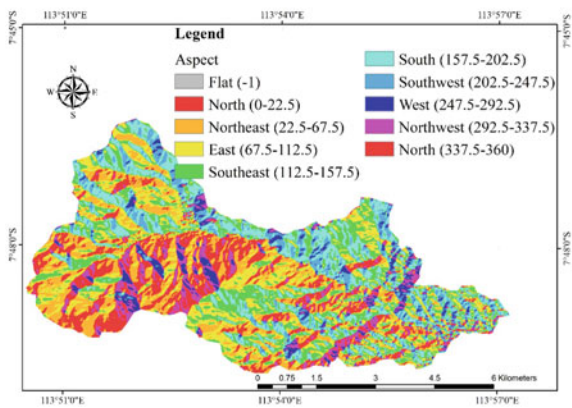 113°51'0"E 113°54'0"E 113°57'0"E
7°45'0"S 7°45'0"S
Legend
Aspect
Flat (-1)
North (0-22.5)
Northeast (22.5-67.5)
East (67.5-112.5)
Southeast (112.5-157.5)
South (157.5-202.5)
Southwest (202.5-247.5)
West (247.5-292.5)
Northwest (292.5-337.5)
North (337.5-360)
N
W E
S
7°48'0"S 7°48'0"S
0 0.75 1.5 3 4.5 6 Kilometers
113°51'0"E 113°54'0"E 113°57'0"E